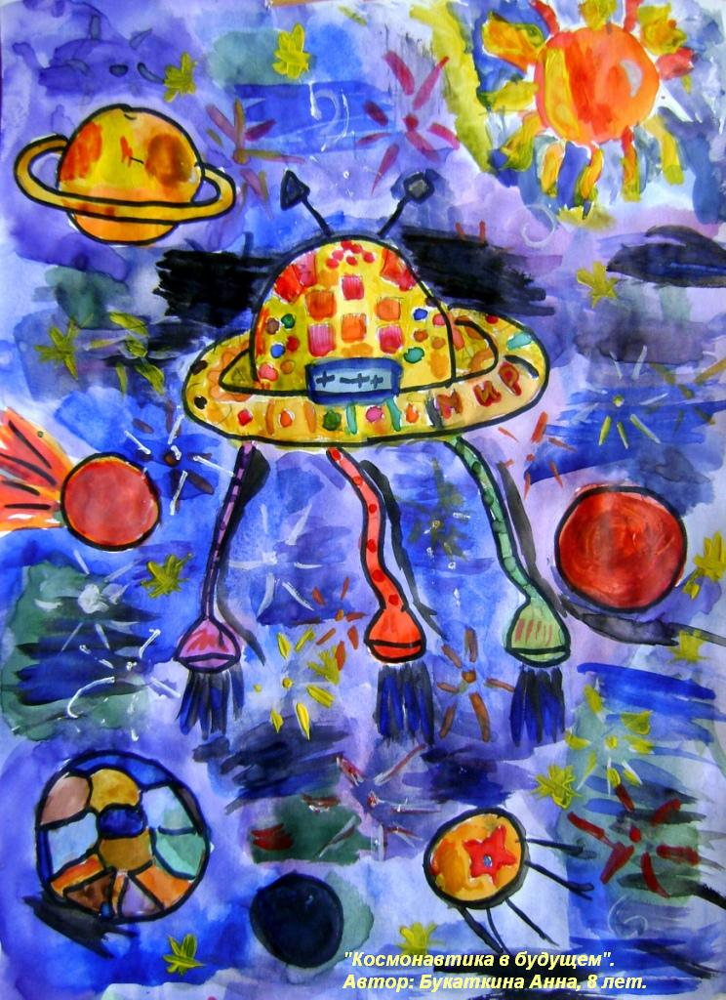 МИР
"Космонавтика в будущем".
Автор: Букаткина Анна, 8 лет.